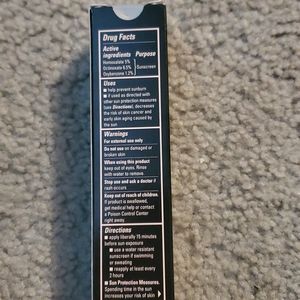 Drug Facts
Active
ingredients Purpose
Homosalate 5%
Octinoxate 6.5% Sunscreen
Oxybenzone 1.2%
Uses
■ help prevent sunburn
■ if used as directed with
other sun protection measures
(see Directions), decreases
the risk of skin cancer and
early skin aging caused by
the sun
Warnings
For external use only
Do not use on damaged or
broken skin
When using this product
keep out of eyes. Rinse
with water to remove
Stop use and ask a doctor if
rash occurs
Keep out of reach of children.
If product is swallowed,
get medical help or contact
a Poison Control Center
right away.
Directions
■ apply liberally 15 minutes
before sun exposure
■ use a water resistant
sunscreen if swimming
or sweating
■ reapply at least every
2 hours
■ Sun Protection Measures.
Spending time in the sun
increases your risk of skin